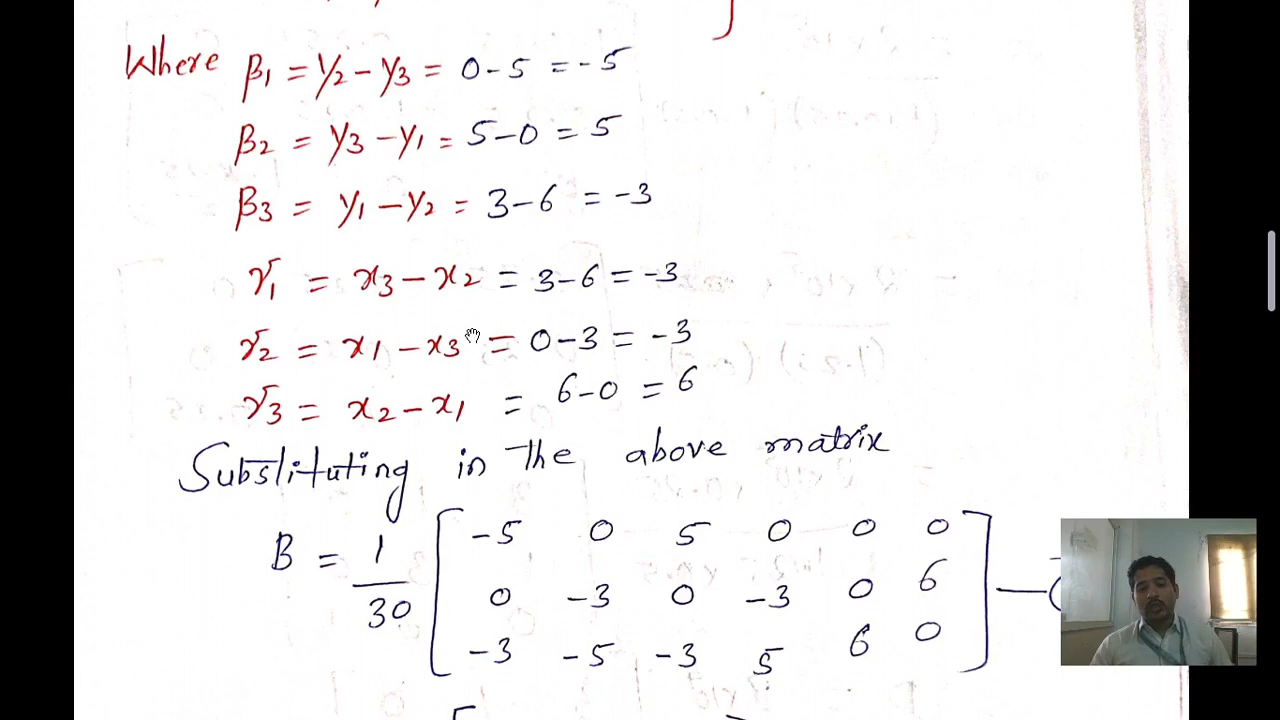 Where β1 = y2 - y3 = 0-5 = -5
β2 = y3 - y1 = 5-0 = 5
β3 = y1 - y2 = 3-6 = -3
γ1 = x3 - x2 = 3-6 = -3
γ2 = x1 - x3 = 0-3 = -3
γ3 = x2 - x1 = 6-0 = 6
Substituting in the above matrix
-5 0 5 0 0 0
B = 1/30
0 -3 0 -3 0 6
-3 -5 -3 5 6 0